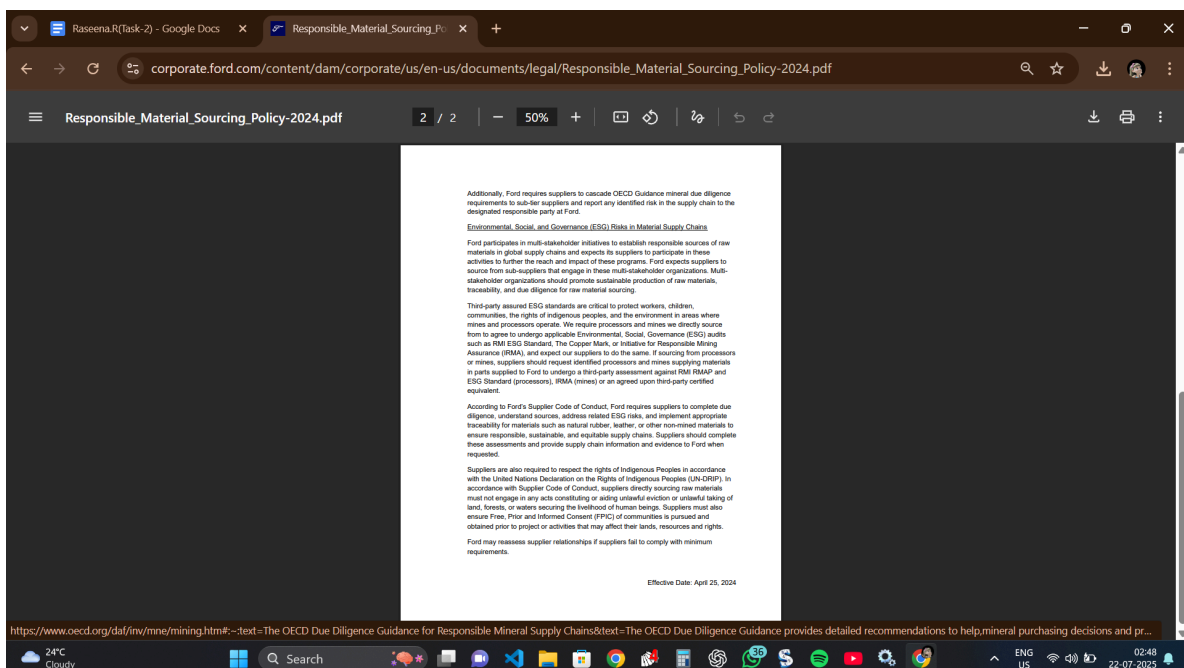 Raseena.R(Task-2) - Google Docs
Responsible_Material_Sourcing_Po
corporate.ford.com/content/dam/corporate/us/en-us/documents/legal/Responsible_Material_Sourcing_Policy-2024.pdf
Responsible_Material_Sourcing_Policy-2024.pdf
2 / 2
50%
Additionally, Ford requires suppliers to cascade OECD Guidance mineral due diligence
requirements to sub-tier suppliers and report any identified risk in the supply chain to the
designated responsible party at Ford.
Environmental, Social, and Governance (ESG) Risks in Material Supply Chains
Ford participates in multi-stakeholder initiatives to establish responsible sources of raw
materials in global supply chains and expects its suppliers to participate in these
activities to further the reach and impact of these programs. Ford expects suppliers to
source from sub-suppliers that engage in these multi-stakeholder organizations. Multi-
stakeholder organizations should promote sustainable production of raw materials,
traceability, and due diligence for raw material sourcing.
Third-party assured ESG standards are critical to protect workers, children,
communities, the rights of indigenous peoples, and the environment in areas where
mines and processors operate. We require processors and mines we directly source
from to agree to undergo applicable Environmental, Social, Governance (ESG) audits
such as RMI ESG Standard, The Copper Mark, or Initiative for Responsible Mining
Assurance (IRMA), and expect our suppliers to do the same. If sourcing from processors
or mines, suppliers should request identified processors and mines supplying materials
in parts supplied to Ford to undergo a third-party assessment against RMI RMAP and
ESG Standard (processors), IRMA (mines) or an agreed upon third-party certified
equivalent.
According to Ford's Supplier Code of Conduct, Ford requires suppliers to complete due
diligence, understand sources, address related ESG risks, and implement appropriate
traceability for materials such as natural rubber, leather, or other non-mined materials to
ensure responsible, sustainable, and equitable supply chains. Suppliers should complete
these assessments and provide supply chain information and evidence to Ford when
requested.
Suppliers are also required to respect the rights of Indigenous Peoples in accordance
with the United Nations Declaration on the Rights of Indigenous Peoples (UN-DRIP). In
accordance with Supplier Code of Conduct, suppliers directly sourcing raw materials
must not engage in any acts constituting or aiding unlawful eviction or unlawful taking of
land, forests, or waters securing the livelihood of human beings. Suppliers must also
ensure Free, Prior and Informed Consent (FPIC) of communities is pursued and
obtained prior to project or activities that may affect their lands, resources and rights.
Ford may reassess supplier relationships if suppliers fail to comply with minimum
requirements.
Effective Date: April 25, 2024
https://www.oecd.org/daf/inv/mne/mining.htm#:~:text=The OECD Due Diligence Guidance for Responsible Mineral Supply Chains&text=The OECD Due Diligence Guidance provides detailed recommendations to help,mineral purchasing decisions and pr...
24°C
Cloudy
Search
36
ENG
US
02:48
22-07-2025